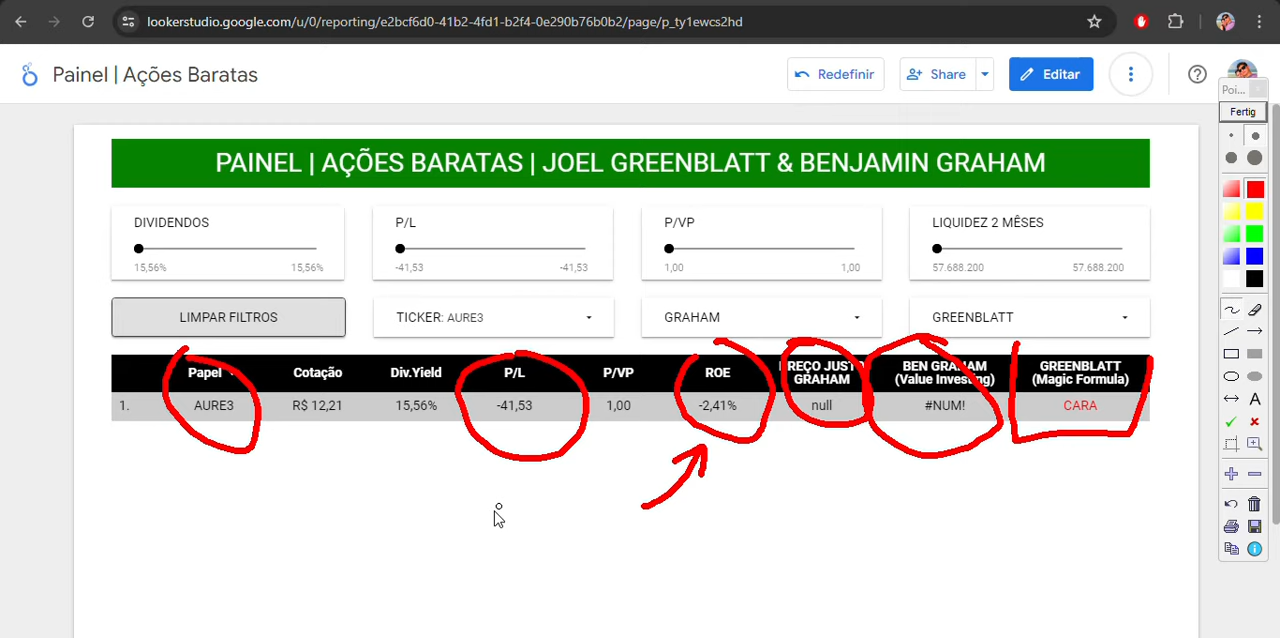 lookerstudio.google.com/u/0/reporting/e2bcf6d0-41b2-4fd1-b2f4-0e290b76b0b2/page/p_ty1ewcs2hd
Painel | Ações Baratas
Redefinir
Share
Editar
Poi...
Fertig
PAINEL | AÇÕES BARATAS | JOEL GREENBLATT & BENJAMIN GRAHAM
DIVIDENDOS
15,56% 15,56%
P/L
-41,53 -41,53
P/VP
1,00 1,00
LIQUIDEZ 2 MÊSES
57.688.200 57.688.200
LIMPAR FILTROS
TICKER: AURE3
GRAHAM
GREENBLATT
Papel Cotação Div.Yield P/L P/VP ROE PREÇO JUSTO GRAHAM BEN GRAHAM (Value Investing) GREENBLATT (Magic Formula)
1. AURE3 R$ 12,21 15,56% -41,53 1,00 -2,41% null #NUM! CARA
A